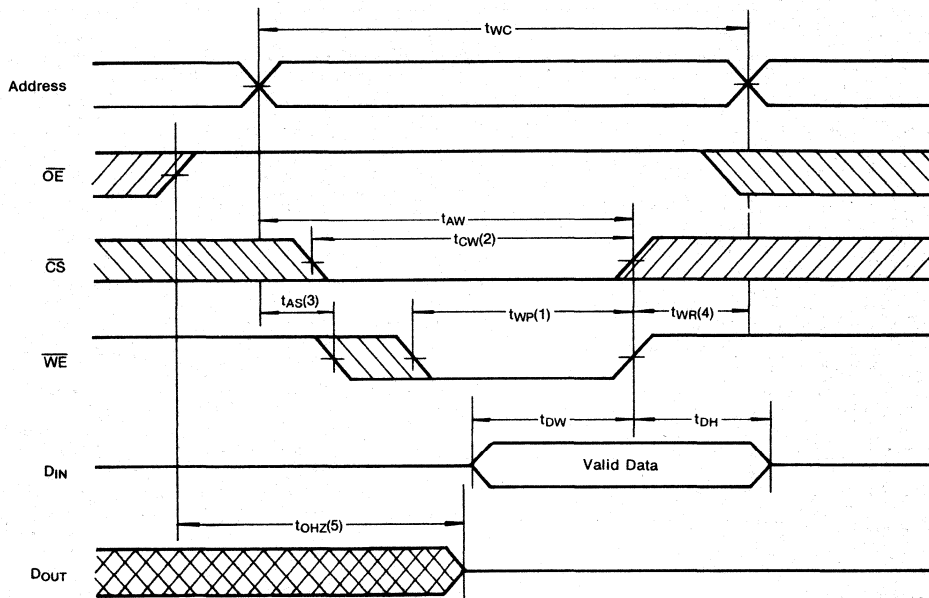 tWC
Address
OE
tAW
tCW(2)
CS
tAS(3)
tWP(1)
tWR(4)
WE
tDW
tDH
DIN
Valid Data
tOHZ(5)
DOUT